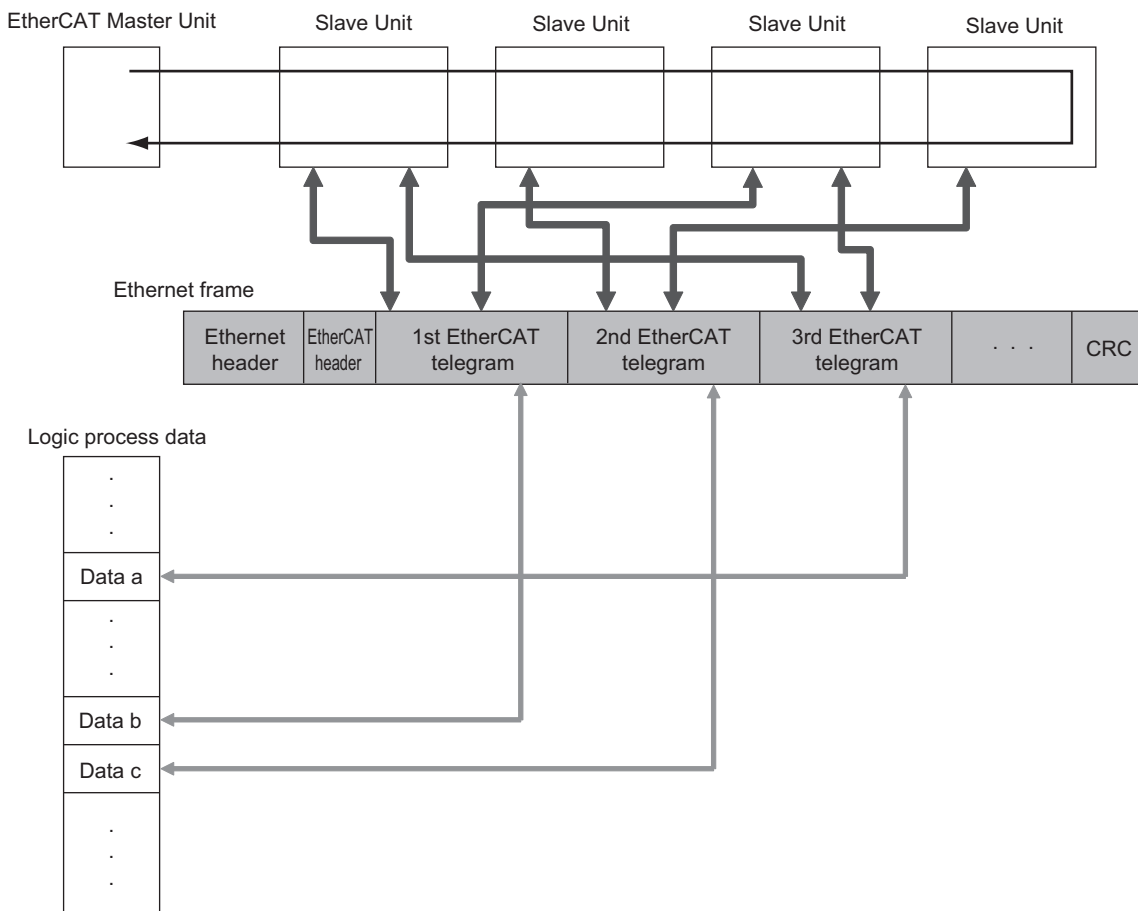 EtherCAT Master Unit
Slave Unit
Slave Unit
Slave Unit
Slave Unit
Ethernet frame
Ethernet
header
EtherCAT
header
1st EtherCAT
telegram
2nd EtherCAT
telegram
3rd EtherCAT
telegram
· · ·
CRC
Logic process data
·
·
·
Data a
·
·
·
Data b
Data c
·
·
·